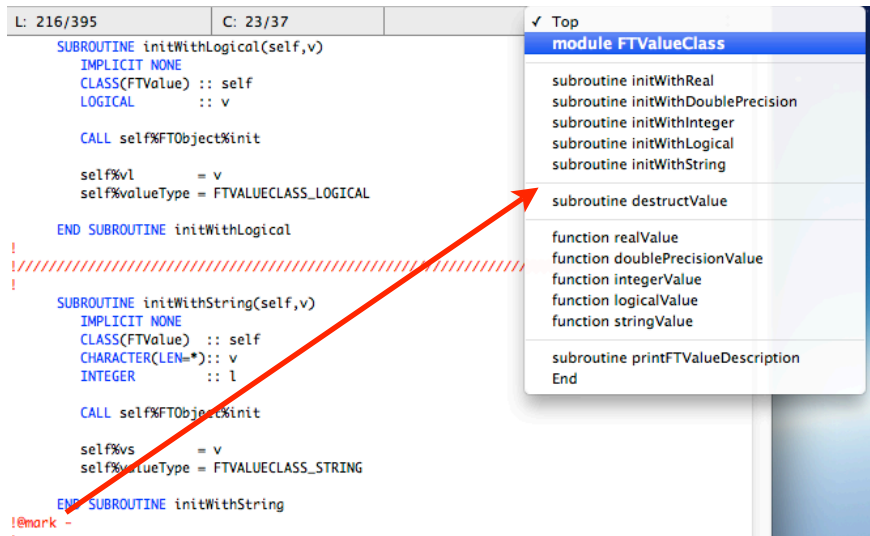 L: 216/395
C: 23/37
SUBROUTINE initWithLogical(self,v)
IMPLICIT NONE
CLASS(FTValue) :: self
LOGICAL        :: v
CALL self%FTObject%init
self%vl        = v
self%valueType = FTVALUECLASS_LOGICAL
END SUBROUTINE initWithLogical
!
!////////////////////////////////////////////////////////////////////
!
SUBROUTINE initWithString(self,v)
IMPLICIT NONE
CLASS(FTValue)  :: self
CHARACTER(LEN=*):: v
INTEGER         :: l
CALL self%FTObject%init
self%vs        = v
self%valueType = FTVALUECLASS_STRING
END SUBROUTINE initWithString
!@mark -
✓ Top
module FTValueClass
subroutine initWithReal
subroutine initWithDoublePrecision
subroutine initWithInteger
subroutine initWithLogical
subroutine initWithString
subroutine destructValue
function realValue
function doublePrecisionValue
function integerValue
function logicalValue
function stringValue
subroutine printFTValueDescription
End